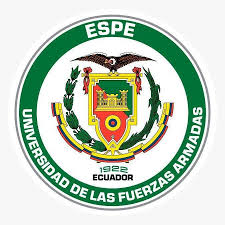 ESPE
1922
ECUADOR
UNIVERSIDAD DE LAS FUERZAS ARMADAS